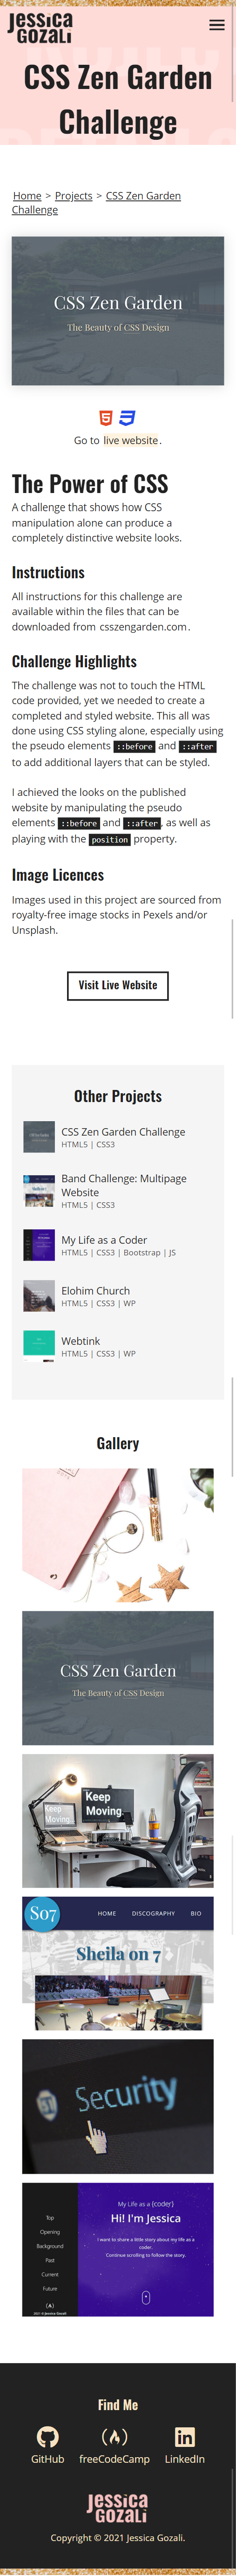 Jessica
GOZALI
CSS Zen Garden
Challenge
Home > Projects > CSS Zen Garden
Challenge
CSS Zen Garden
The Beauty of CSS Design
Go to live website.
The Power of CSS
A challenge that shows how CSS
manipulation alone can produce a
completely distinctive website looks.
Instructions
All instructions for this challenge are
available within the files that can be
downloaded from csszengarden.com.
Challenge Highlights
The challenge was not to touch the HTML
code provided, yet we needed to create a
completed and styled website. This all was
done using CSS styling alone, especially using
the pseudo elements ::before and ::after
to add additional layers that can be styled.
I achieved the looks on the published
website by manipulating the pseudo
elements ::before and ::after, as well as
playing with the position property.
Image Licences
Images used in this project are sourced from
royalty-free image stocks in Pexels and/or
Unsplash.
Visit Live Website
Other Projects
CSS Zen Garden Challenge
HTML5 | CSS3
Band Challenge: Multipage
Website
HTML5 | CSS3
My Life as a Coder
HTML5 | CSS3 | Bootstrap | JS
Elohim Church
HTML5 | CSS3 | WP
Webtink
HTML5 | CSS3 | WP
Gallery
CSS Zen Garden
The Beauty of CSS Design
Keep
Moving.
Keep
Moving
So7
HOME DISCOGRAPHY BIO
Sheila on 7
Security
My Life as a {coder}
Hi! I'm Jessica
I want to share a little story about my life as a
coder.
Continue scrolling to follow the story.
Top
Opening
Background
Past
Current
Future
2021 © Jessica Gozali
Find Me
GitHub freeCodeCamp LinkedIn
Jessica
GOZALI
Copyright © 2021 Jessica Gozali.